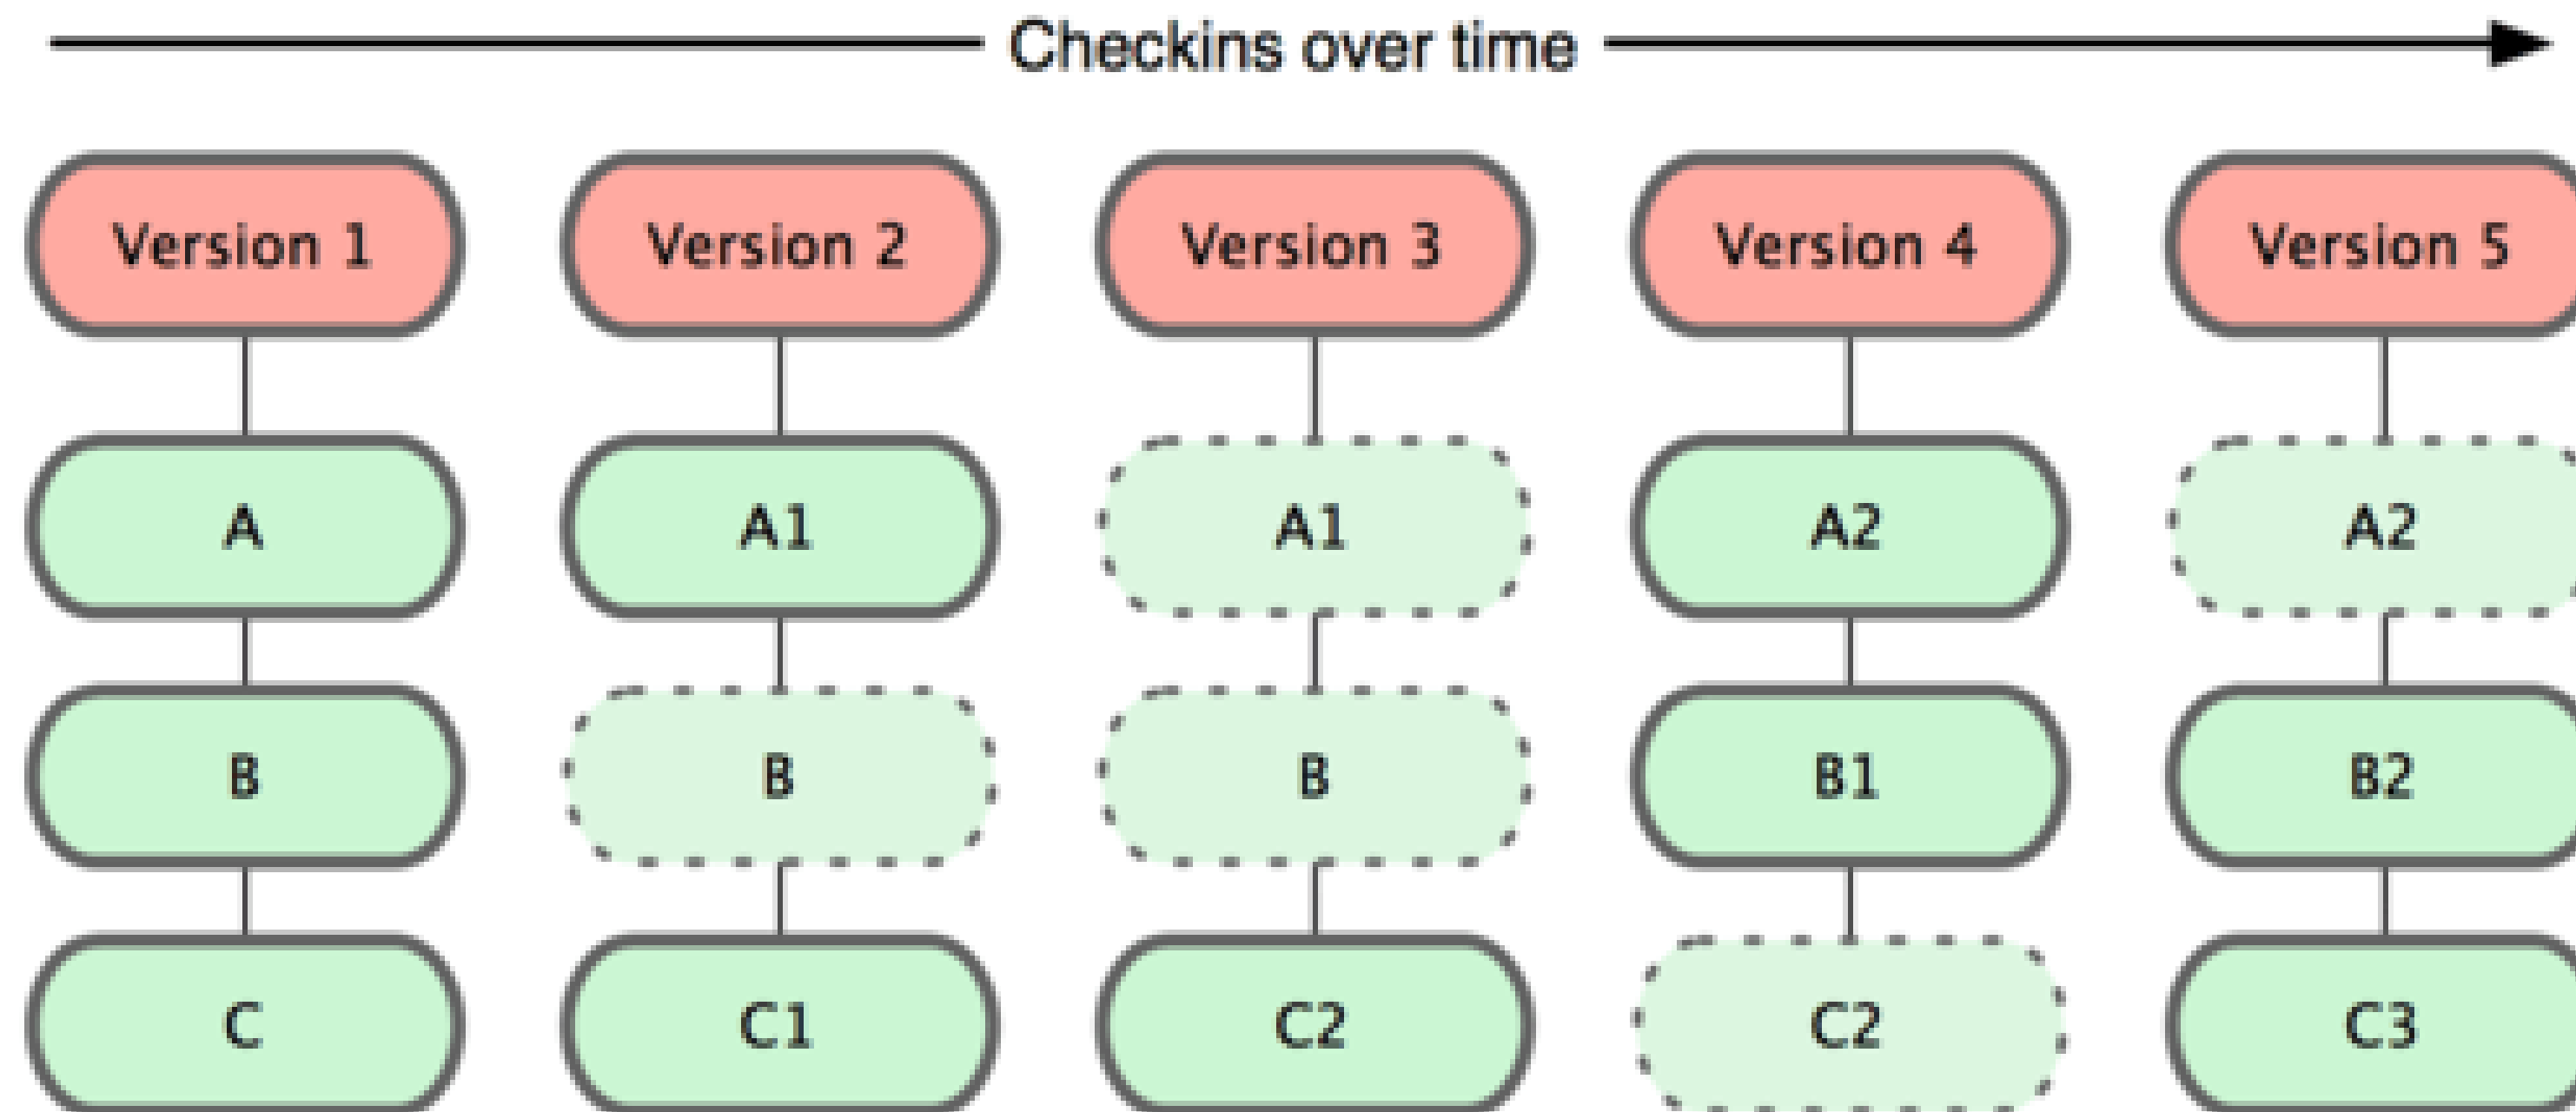 Checkins over time
Version 1 Version 2 Version 3 Version 4 Version 5
A A1 A1 A2 A2
B B B B1 B2
C C1 C2 C2 C3